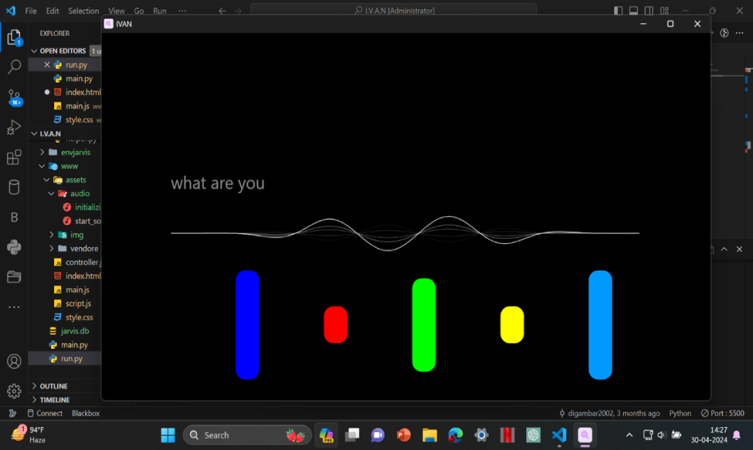 File Edit Selection View Go Run ···
I.V.A.N [Administrator]
IVAN
EXPLORER
OPEN EDITORS
run.py
main.py
index.html
main.js
style.css
I.V.A.N
envjarvis
www
assets
audio
img
vendore
controller.j
index.html
main.js
script.js
style.css
jarvis.db
main.py
run.py
OUTLINE
TIMELINE
what are you
Connect Blackbox
digambar2002, 3 months ago Python Port : 5500
94°F
Haze
Search
14:27
30-04-2024